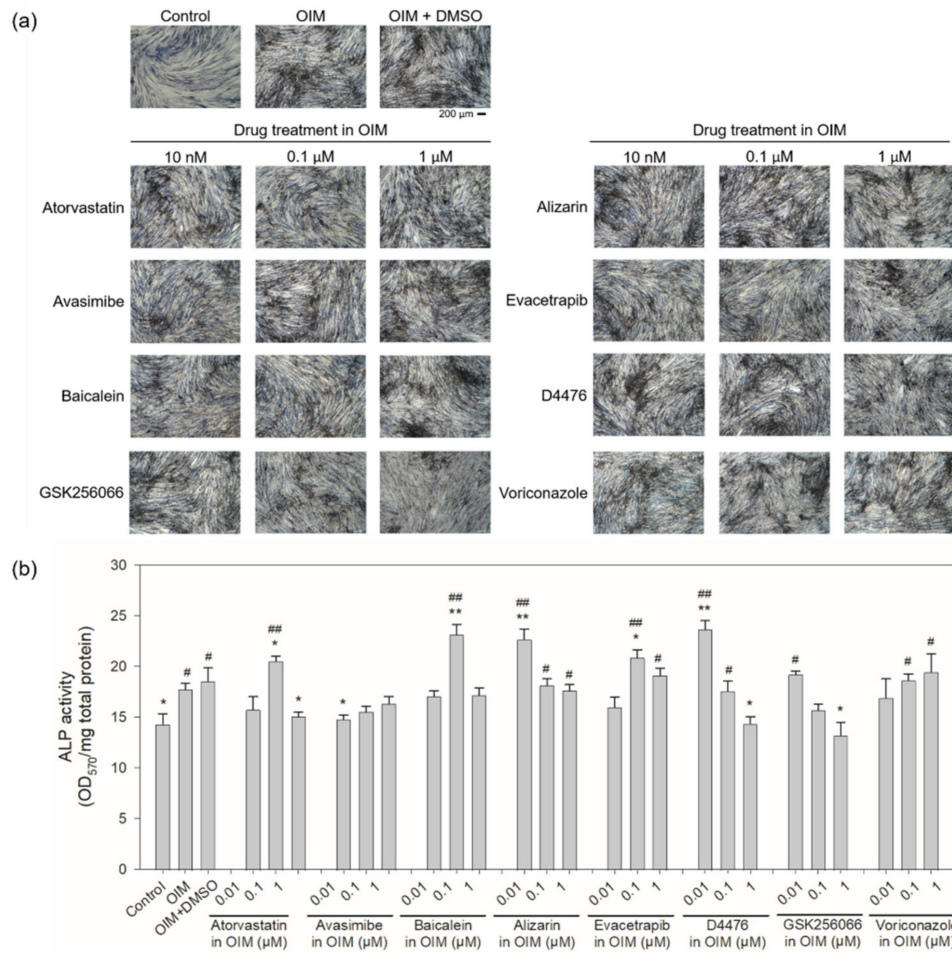 (a)
Control OIM OIM + DMSO
200 µm
Drug treatment in OIM
10 nM 0.1 µM 1 µM
Atorvastatin
Avasimibe
Baicalein
GSK256066
Drug treatment in OIM
10 nM 0.1 µM 1 µM
Alizarin
Evacetrapib
D4476
Voriconazole
(b)
ALP activity
(OD570/mg total protein)
30
25
20
15
10
5
0
* # # ## * * * ## ** ## ** # # ## * # ## ** # * # * # #
Control OIM OIM+DMSO 0.01 0.1 1 0.01 0.1 1 0.01 0.1 1 0.01 0.1 1 0.01 0.1 1 0.01 0.1 1 0.01 0.1 1 0.01 0.1 1
Atorvastatin Avasimibe Baicalein Alizarin Evacetrapib D4476 GSK256066 Voriconazole
in OIM (µM) in OIM (µM) in OIM (µM) in OIM (µM) in OIM (µM) in OIM (µM) in OIM (µM) in OIM (µM)